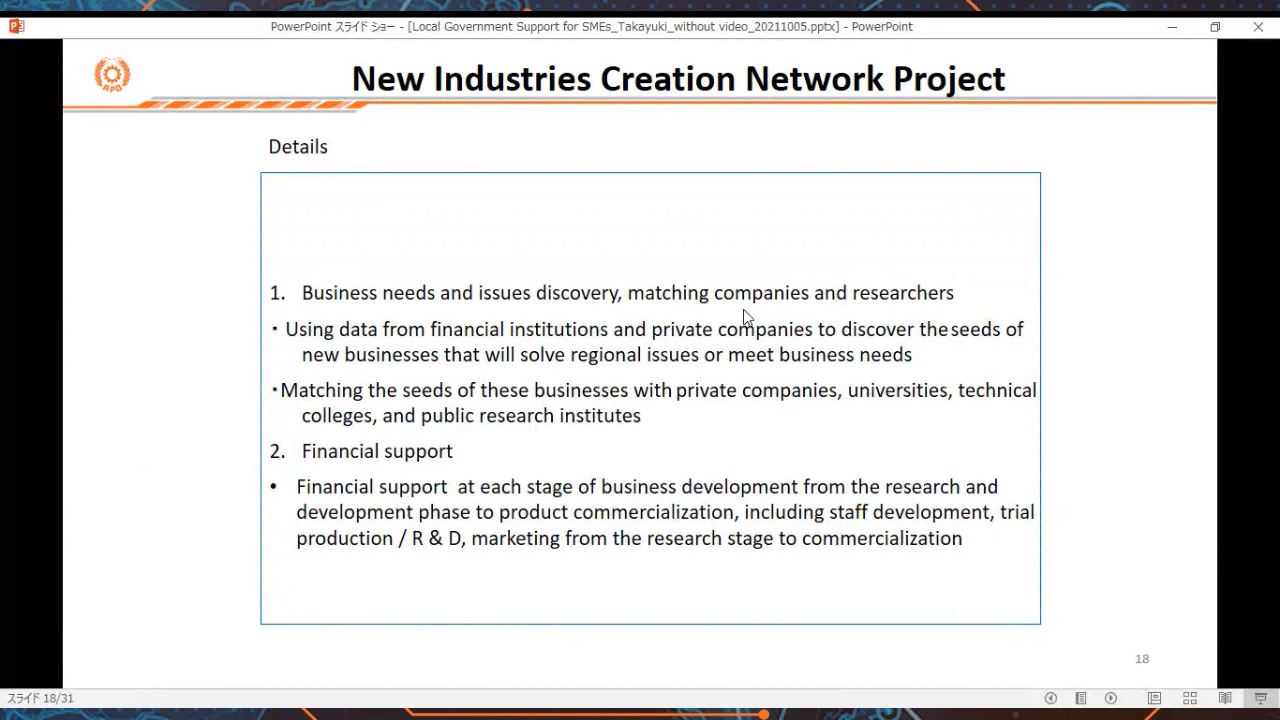 PowerPoint スライド ショー - [Local Government Support for SMEs_Takayuki_without video_20211005.pptx] - PowerPoint
APO
New Industries Creation Network Project
Details
1. Business needs and issues discovery, matching companies and researchers
・Using data from financial institutions and private companies to discover the seeds of
new businesses that will solve regional issues or meet business needs
・Matching the seeds of these businesses with private companies, universities, technical
colleges, and public research institutes
2. Financial support
• Financial support at each stage of business development from the research and
development phase to product commercialization, including staff development, trial
production / R & D, marketing from the research stage to commercialization
18
スライド 18/31